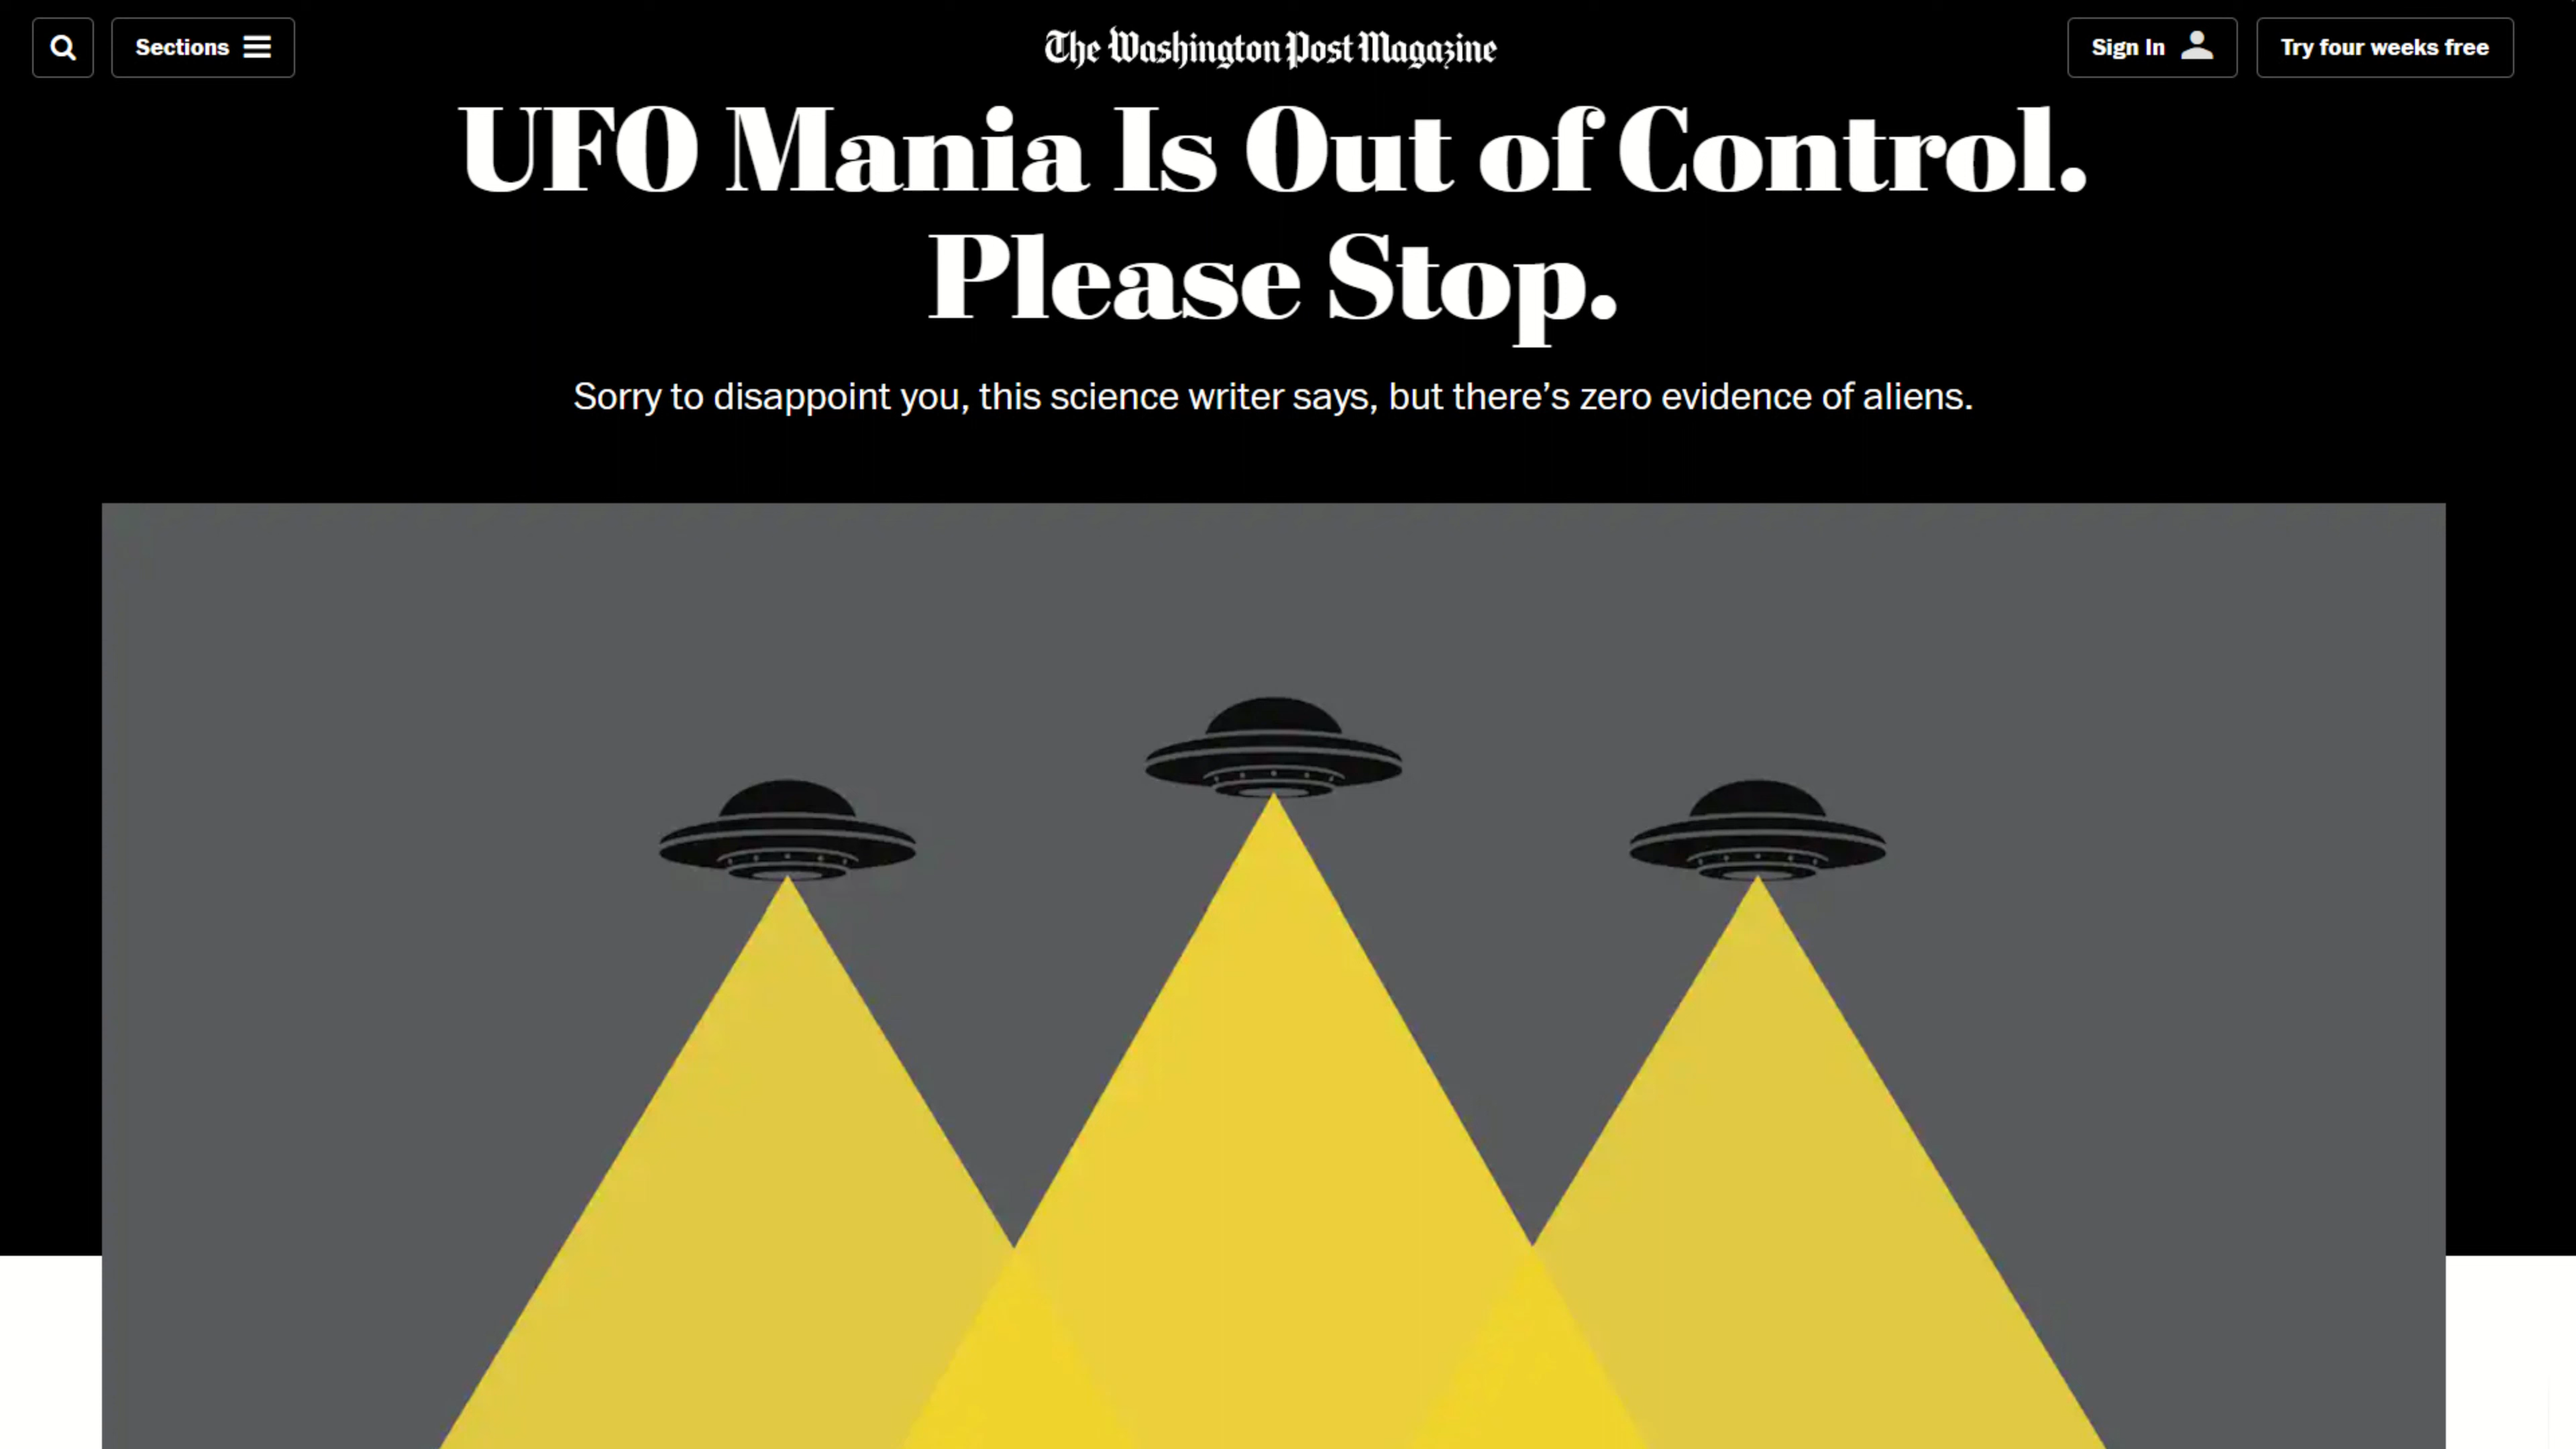 Sections
The Washington Post Magazine
Sign In
Try four weeks free
UFO Mania Is Out of Control.
Please Stop.
Sorry to disappoint you, this science writer says, but there’s zero evidence of aliens.